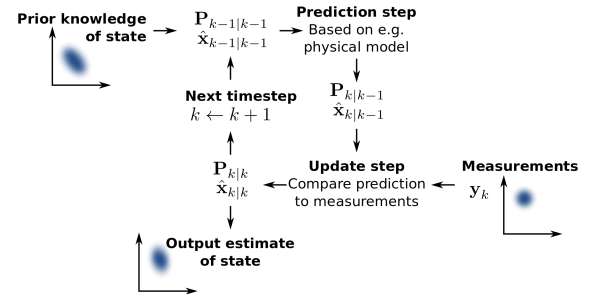 Prior knowledge
of state
P_{k−1|k−1}
x̂_{k−1|k−1}
Prediction step
Based on e.g.
physical model
P_{k|k−1}
x̂_{k|k−1}
Next timestep
k ← k + 1
Update step
Compare prediction
to measurements
Measurements
y_k
P_{k|k}
x̂_{k|k}
Output estimate
of state